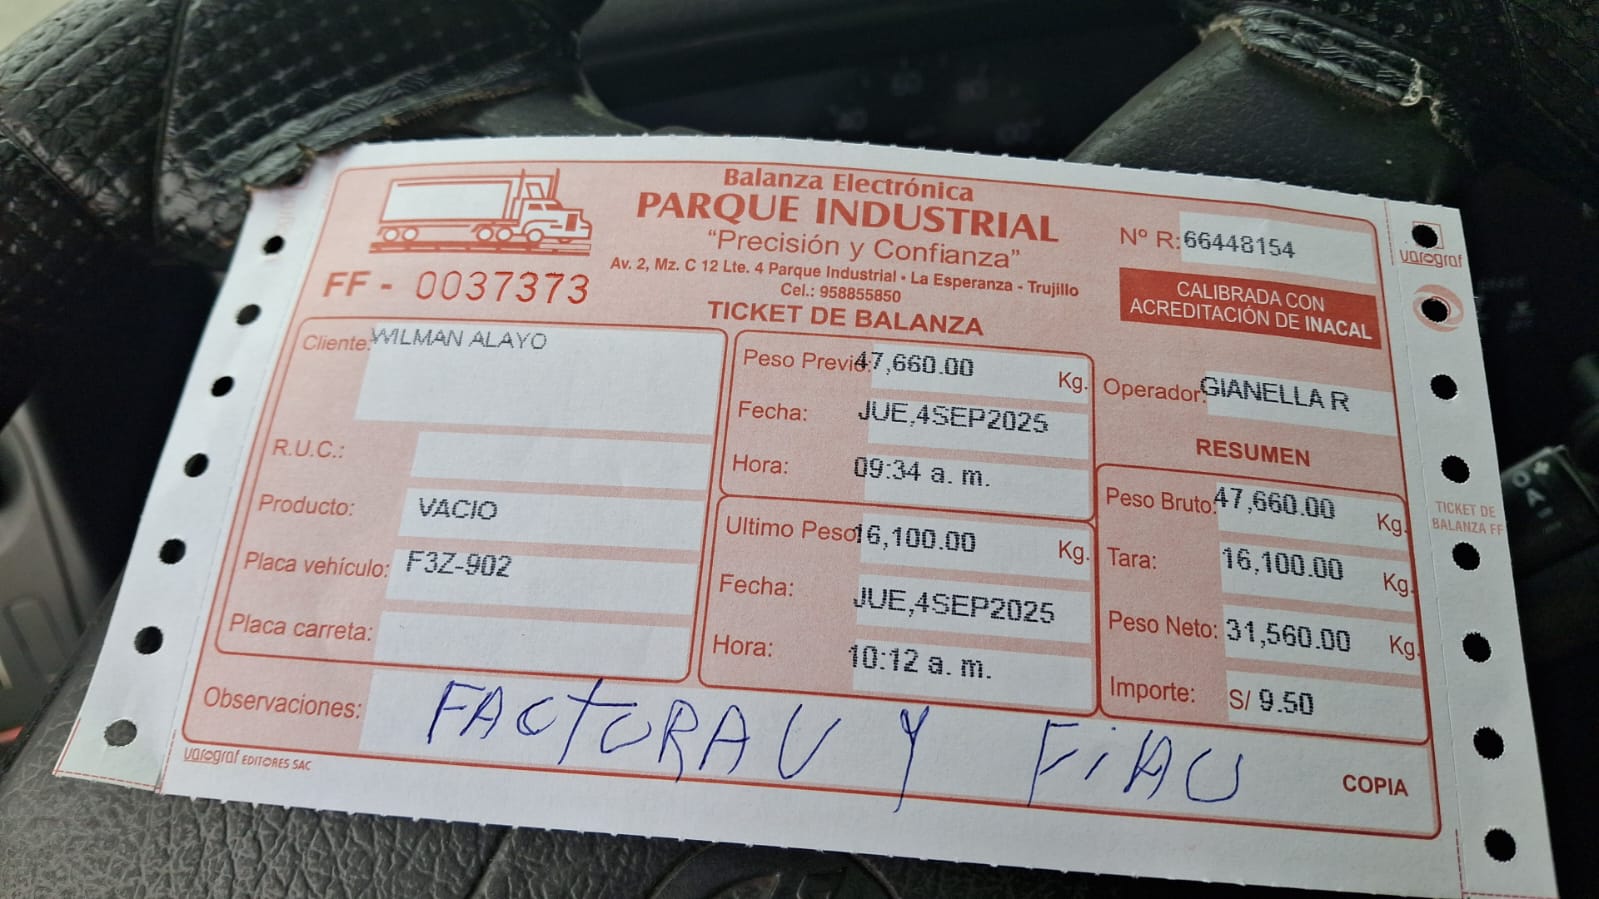 Balanza Electrónica
PARQUE INDUSTRIAL
"Precisión y Confianza"
Av. 2, Mz. C 12 Lte. 4 Parque Industrial • La Esperanza - Trujillo
Cel.: 958855850
FF - 0037373
TICKET DE BALANZA
Nº R: 66448154
CALIBRADA CON
ACREDITACIÓN DE INACAL
Cliente: WILMAN ALAYO
R.U.C.:
Producto: VACIO
Placa vehículo: F3Z-902
Placa carreta:
Peso Previo: 47,660.00 Kg.
Fecha: JUE,4SEP2025
Hora: 09:34 a. m.
Ultimo Peso: 16,100.00 Kg.
Fecha: JUE,4SEP2025
Hora: 10:12 a. m.
Operador: GIANELLA R
RESUMEN
Peso Bruto: 47,660.00 Kg.
Tara: 16,100.00 Kg.
Peso Neto: 31,560.00 Kg.
Importe: S/ 9.50
Observaciones: FACTURA U Y FiAU
COPIA
varograf EDITORES SAC
varograf
TICKET DE
BALANZA FF